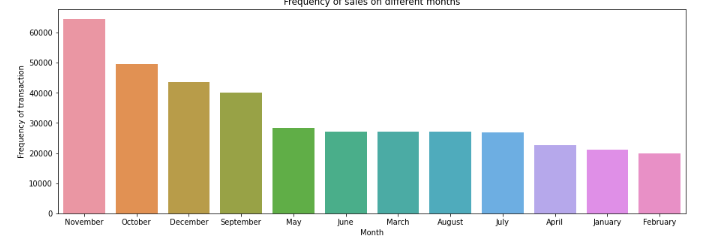 Frequency of sales on different months
Frequency of transaction
60000
50000
40000
30000
20000
10000
0
November October December September May June March August July April January February
Month